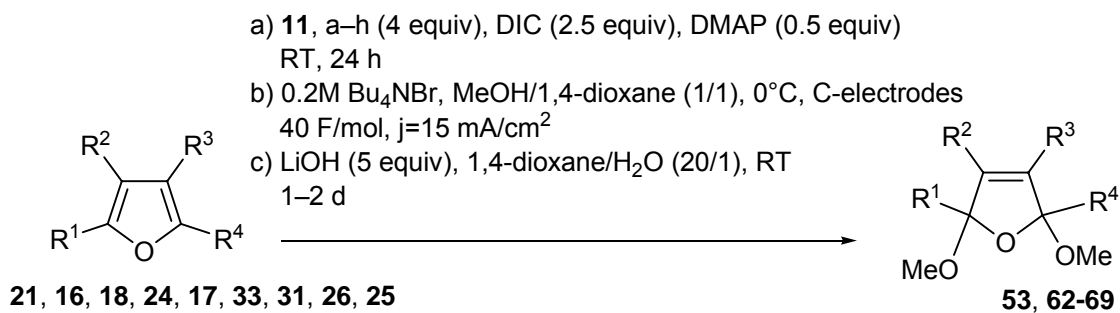 a) 11, a–h (4 equiv), DIC (2.5 equiv), DMAP (0.5 equiv)
RT, 24 h
b) 0.2M Bu₄NBr, MeOH/1,4-dioxane (1/1), 0°C, C-electrodes
40 F/mol, j=15 mA/cm²
c) LiOH (5 equiv), 1,4-dioxane/H₂O (20/1), RT
1–2 d
R² R³
R¹ O R⁴
R² R³
R¹ O R⁴
MeO OMe
21, 16, 18, 24, 17, 33, 31, 26, 25
53, 62-69